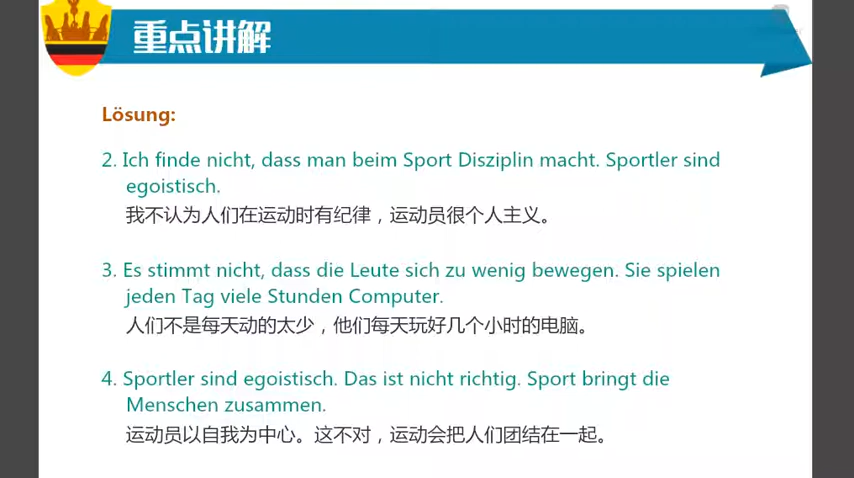 重点讲解
Lösung:
2. Ich finde nicht, dass man beim Sport Disziplin macht. Sportler sind
egoistisch.
我不认为人们在运动时有纪律，运动员很个人主义。
3. Es stimmt nicht, dass die Leute sich zu wenig bewegen. Sie spielen
jeden Tag viele Stunden Computer.
人们不是每天动的太少，他们每天玩好几个小时的电脑。
4. Sportler sind egoistisch. Das ist nicht richtig. Sport bringt die
Menschen zusammen.
运动员以自我为中心。这不对，运动会把人们团结在一起。